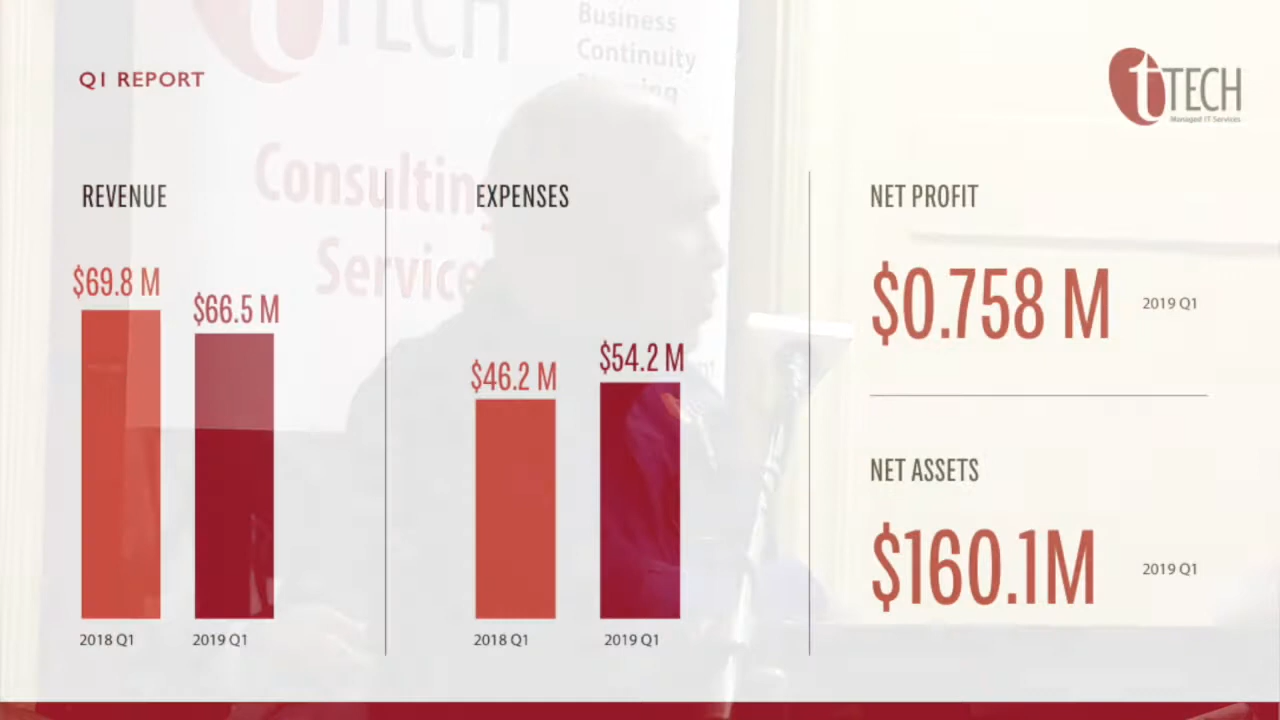 TECH
Business
Continuity
Q1 REPORT
tTECH
Managed IT Services
Consulting
Service
REVENUE
EXPENSES
NET PROFIT
$69.8 M
$66.5 M
$46.2 M
$54.2 M
$0.758 M
2019 Q1
NET ASSETS
$160.1M
2019 Q1
2018 Q1
2019 Q1
2018 Q1
2019 Q1